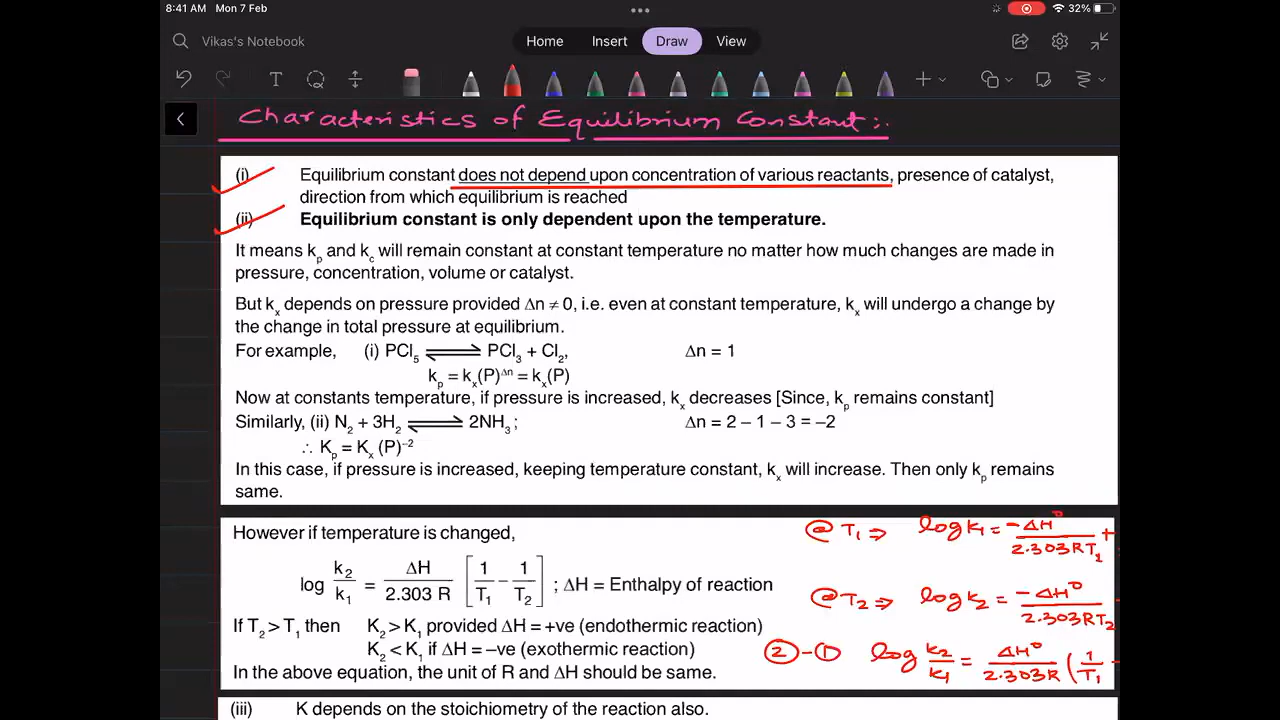 8:41 AM Mon 7 Feb
32%
Vikas's Notebook
Home Insert Draw View
Characteristics of Equilibrium Constant:.
(i) Equilibrium constant does not depend upon concentration of various reactants, presence of catalyst,
direction from which equilibrium is reached
(ii) Equilibrium constant is only dependent upon the temperature.
It means kp and kc will remain constant at constant temperature no matter how much changes are made in
pressure, concentration, volume or catalyst.
But kx depends on pressure provided Δn ≠ 0, i.e. even at constant temperature, kx will undergo a change by
the change in total pressure at equilibrium.
For example, (i) PCl5 ⇌ PCl3 + Cl2, Δn = 1
kp = kx(P)^Δn = kx(P)
Now at constants temperature, if pressure is increased, kx decreases [Since, kp remains constant]
Similarly, (ii) N2 + 3H2 ⇌ 2NH3 ; Δn = 2 – 1 – 3 = –2
∴ Kp = Kx (P)^–2
In this case, if pressure is increased, keeping temperature constant, kx will increase. Then only kp remains
same.
However if temperature is changed,
log k2/k1 = ΔH/2.303 R [1/T1 – 1/T2] ; ΔH = Enthalpy of reaction
If T2 > T1 then K2 > K1 provided ΔH = +ve (endothermic reaction)
K2 < K1 if ΔH = –ve (exothermic reaction)
In the above equation, the unit of R and ΔH should be same.
@ T1 ⇒ log k1 = -ΔH°/2.303RT1 +
@ T2 ⇒ log k2 = -ΔH°/2.303RT2
②-① log k2/k1 = ΔH°/2.303R (1/T1 -
(iii) K depends on the stoichiometry of the reaction also.